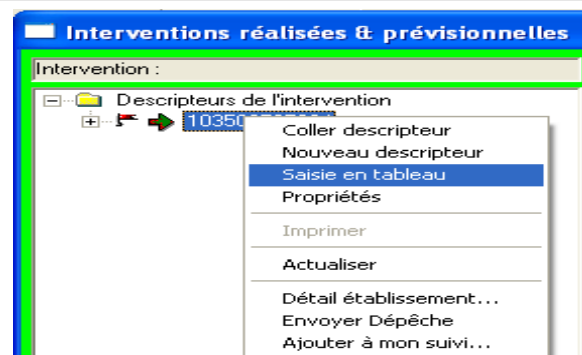 Interventions réalisées & prévisionnelles
Intervention :
Descripteurs de l'intervention
Coller descripteur
Nouveau descripteur
Saisie en tableau
Propriétés
Imprimer
Actualiser
Détail établissement...
Envoyer Dépêche
Ajouter à mon suivi...